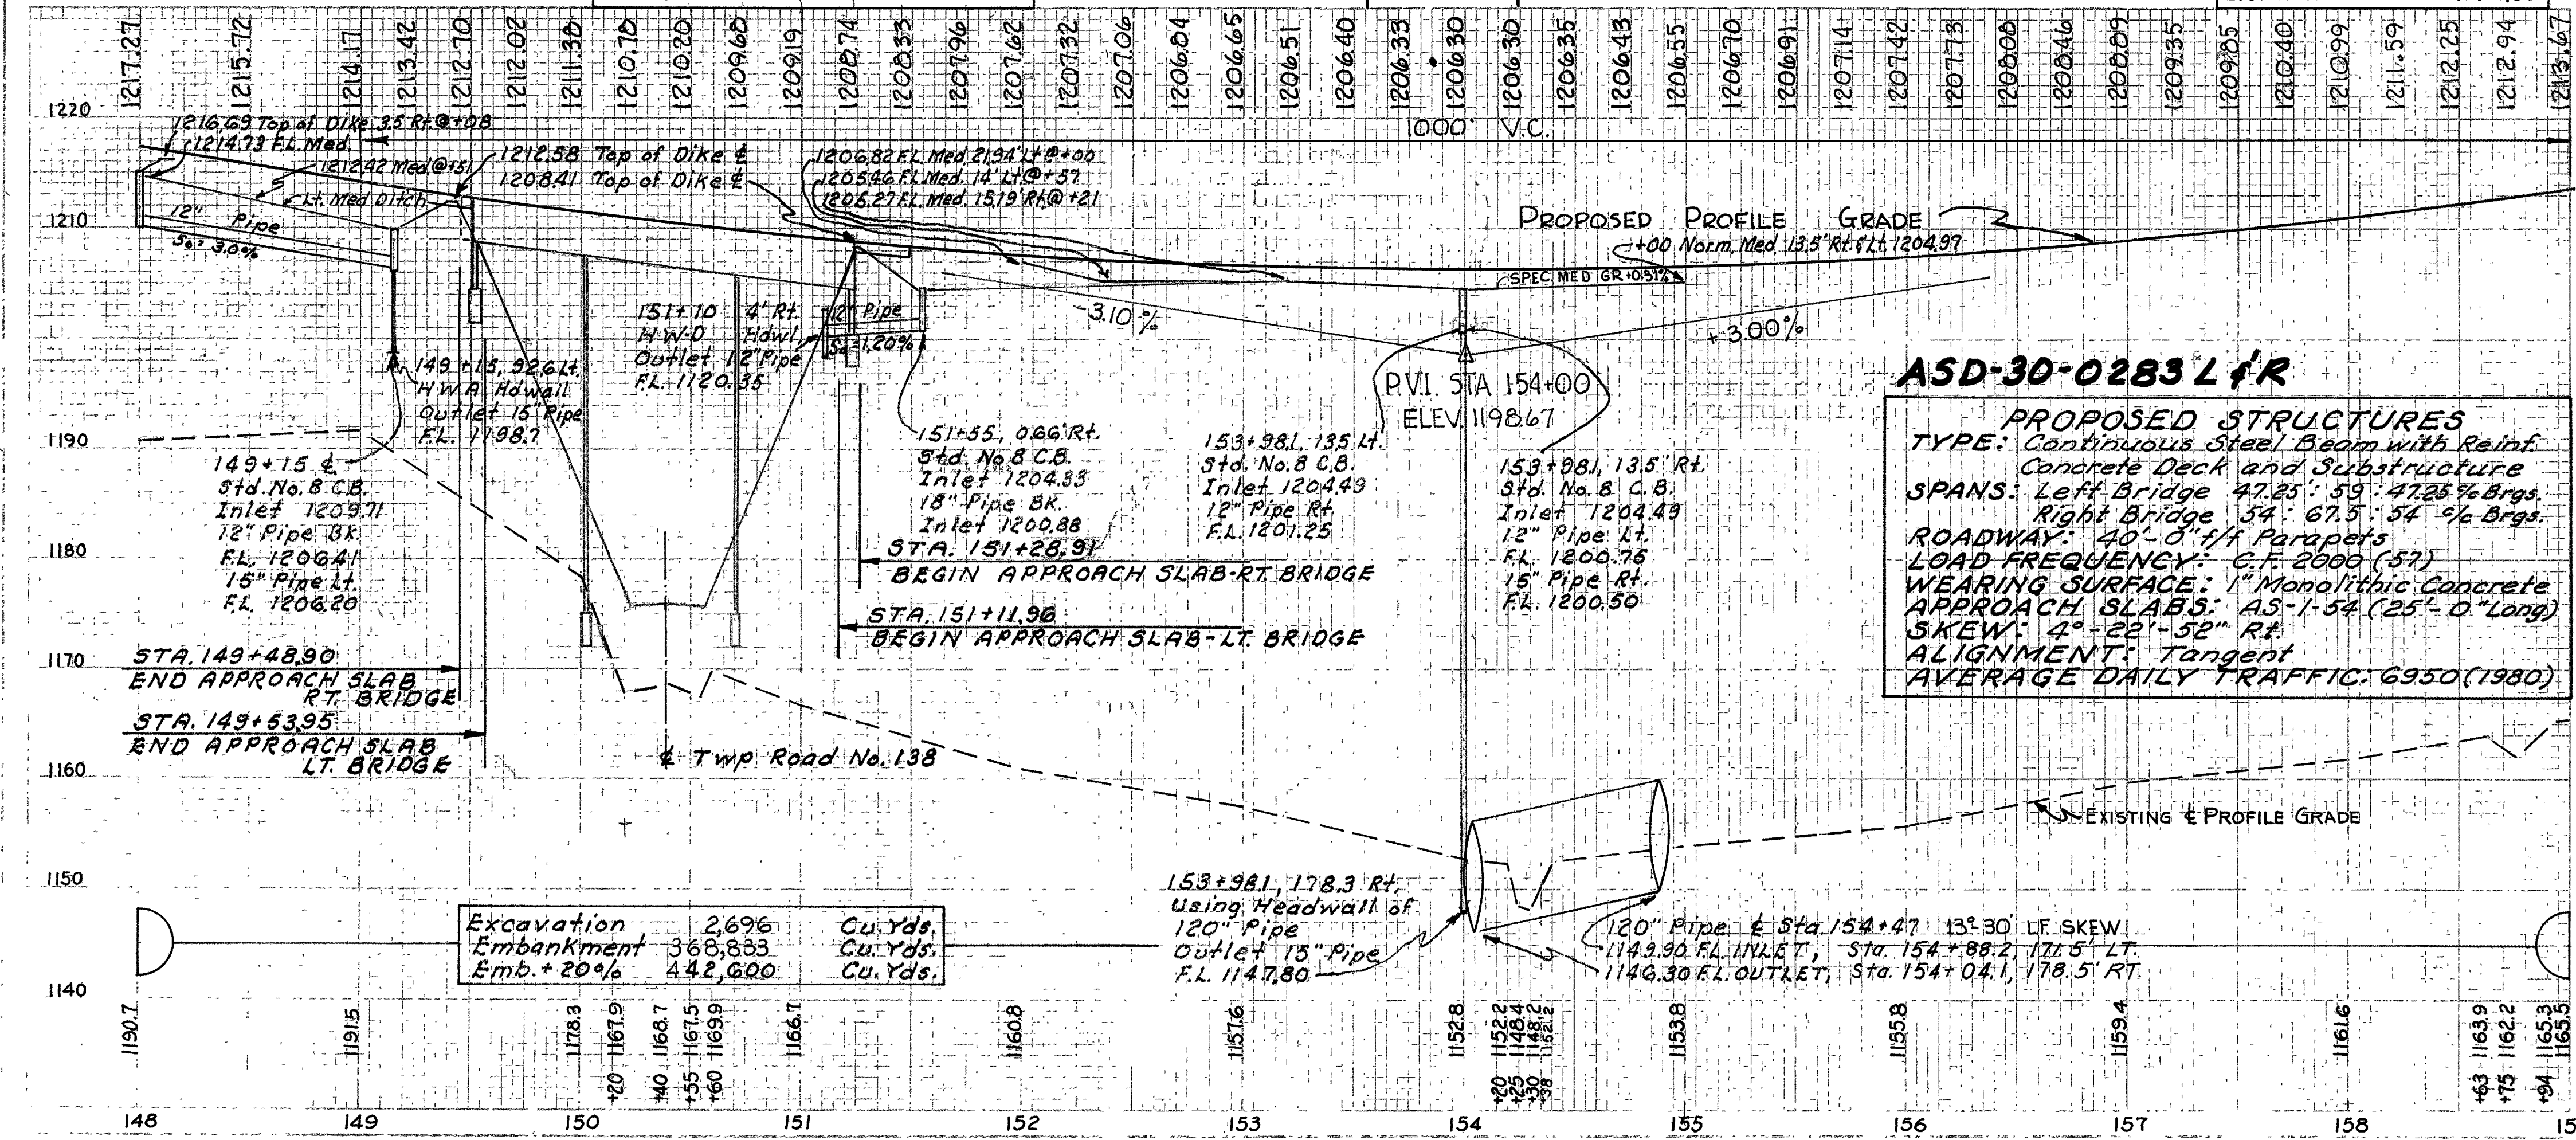 1217.27
1215.72
1214.17
1213.42
1212.70
1212.02
1211.38
1210.78
1210.20
1209.68
1209.19
1208.74
1208.33
1207.96
1207.62
1207.32
1207.06
1206.84
1206.65
1206.51
1206.40
1206.33
1206.30
1206.30
1206.35
1206.43
1206.55
1206.70
1206.91
1207.14
1207.42
1207.73
1208.08
1208.46
1208.89
1209.35
1209.85
1210.40
1210.99
1211.59
1212.25
1212.94
1213.67
1220
1210
1190
1180
1170
1160
1150
1140
1000' V.C.
1216.69 Top of Dike 3.5 Rt.@+08
1214.73 F.L. Med.
1212.42 Med.@+51
Lt. Med Ditch
12" Pipe
So= 3.0%
1212.58 Top of Dike ℄
1208.41 Top of Dike ℄
1206.82 F.L. Med. 21.94' Lt@+00
1205.46 F.L. Med. 14' Lt@+57
1206.27 F.L. Med. 15.19' Rt.@ +21
PROPOSED PROFILE GRADE
+00 Norm. Med. 13.5' Rt.& Lt. 1204.97
SPEC. MED GR +0.91%
-3.10 %
+3.00%
151+10 4' Rt.
H W-D Hdwl.
Outlet 12" Pipe
F.L. 1120.35
12" Pipe
So=1.20%
149+15, 92.6 Lt.
H W A Hdwall
Outlet 15" Pipe
F.L. 1198.7
149+15 ℄
Std. No. 8 C.B.
Inlet 1209.71
12" Pipe Bk.
F.L. 1206.41
15" Pipe Lt.
F.L. 1206.20
151+55, 0.66' Rt.
Std. No. 8 C.B.
Inlet 1204.33
18" Pipe BK.
Inlet 1200.88
P.V.I. STA 154+00
ELEV. 1198.67
153+98.1, 13.5 Lt.
Std. No. 8 C.B.
Inlet 1204.49
12" Pipe Rt.
F.L. 1201.25
153+98.1, 13.5' Rt.
Std. No. 8 C.B.
Inlet 1204.49
12" Pipe Lt.
F.L. 1200.75
15" Pipe Rt.
F.L. 1200.50
STA. 151+28.91
BEGIN APPROACH SLAB-RT BRIDGE
STA. 151+11.96
BEGIN APPROACH SLAB-LT. BRIDGE
STA. 149+48.90
END APPROACH SLAB
RT. BRIDGE
STA. 149+53.95
END APPROACH SLAB
LT. BRIDGE
℄ Twp Road No. 138
ASD-30-0283 L & R
PROPOSED STRUCTURES
TYPE: Continuous Steel Beam with Reinf.
Concrete Deck and Substructure
SPANS: Left Bridge 47.25': 59': 47.25 c/c Brgs.
Right Bridge 54': 67.5': 54' c/c Brgs.
ROADWAY: 40'-0" f/f Parapets
LOAD FREQUENCY: C.F. 2000 (57)
WEARING SURFACE: 1" Monolithic Concrete
APPROACH SLABS: AS-1-54 (25'-0" Long)
SKEW: 4°-22'-52" Rt.
ALIGNMENT: Tangent
AVERAGE DAILY TRAFFIC: 6950 (1980)
EXISTING ℄ PROFILE GRADE
Excavation 2,696 Cu. Yds.
Embankment 368,833 Cu. Yds.
Emb. + 20% 442,600 Cu. Yds.
153+98.1, 178.3 Rt.
Using Headwall of
120" Pipe
Outlet 15" Pipe
F.L. 1147.80
120" Pipe ℄ Sta. 154+47 13°-30' LF. SKEW
1149.90 F.L. INLET, Sta. 154+88.2, 171.5' LT.
1146.30 F.L. OUTLET, Sta. 154+04.1, 178.5' RT.
1190.7
1191.5
1178.3
+20 1167.9
+40 1168.7
+55 1167.5
+60 1169.9
1166.7
1160.8
1157.6
1152.8
+20 1152.2
+25 1148.4
+30 1148.2
+38 1152.2
1153.8
1155.8
1159.4
1161.6
+63 1163.9
+75 1162.2
+94 1165.3
1165.5
148 149 150 151 152 153 154 155 156 157 158